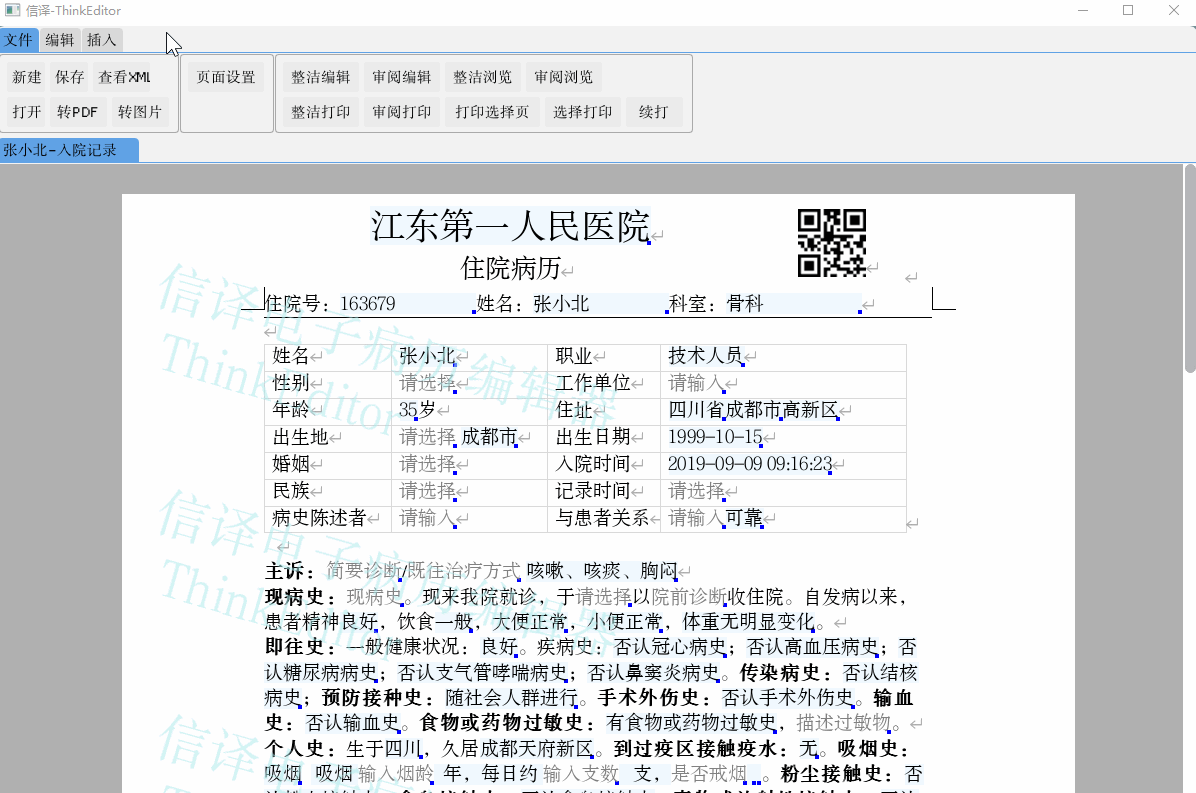 信译-ThinkEditor
文件 编辑 插入
新建 保存 查看XML 页面设置 整洁编辑 审阅编辑 整洁浏览 审阅浏览
打开 转PDF 转图片 整洁打印 审阅打印 打印选择页 选择打印 续打
张小北-入院记录
江东第一人民医院
住院病历
住院号：163679 姓名：张小北 科室：骨科
姓名 张小北 职业 技术人员
性别 请选择 工作单位 请输入
年龄 35岁 住址 四川省成都市高新区
出生地 请选择 成都市 出生日期 1999-10-15
婚姻 请选择 入院时间 2019-09-09 09:16:23
民族 请选择 记录时间 请选择
病史陈述者 请输入 与患者关系 请输入可靠
主诉：简要诊断/既往治疗方式 咳嗽、咳痰、胸闷
现病史：现病史。现来我院就诊，于请选择以院前诊断收住院。自发病以来，
患者精神良好，饮食一般，大便正常，小便正常，体重无明显变化。
即往史：一般健康状况：良好。疾病史：否认冠心病史；否认高血压病史；否
认糖尿病病史；否认支气管哮喘病史；否认鼻窦炎病史。传染病史：否认结核
病史；预防接种史：随社会人群进行。手术外伤史：否认手术外伤史。输血
史：否认输血史。食物或药物过敏史：有食物或药物过敏史，描述过敏物。
个人史：生于四川，久居成都天府新区。到过疫区接触疫水：无。吸烟史：
吸烟 吸烟 输入烟龄 年，每日约 输入支数 支，是否戒烟 。粉尘接触史：否
信译电子病历编辑器
ThinkEditor
信译电子病历编辑器
ThinkEditor
信译